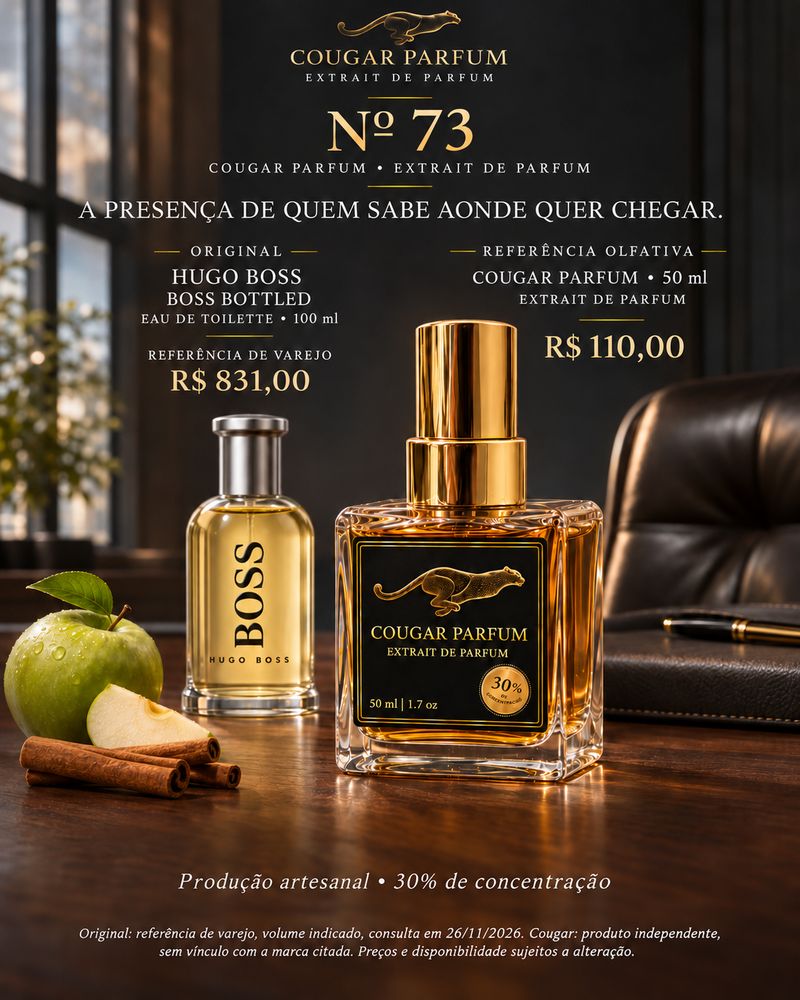 COUGAR PARFUM
EXTRAIT DE PARFUM
Nº 73
COUGAR PARFUM • EXTRAIT DE PARFUM
A PRESENÇA DE QUEM SABE AONDE QUER CHEGAR.
ORIGINAL
HUGO BOSS
BOSS BOTTLED
EAU DE TOILETTE • 100 ml
REFERÊNCIA DE VAREJO
R$ 831,00
REFERÊNCIA OLFATIVA
COUGAR PARFUM • 50 ml
EXTRAIT DE PARFUM
R$ 110,00
BOSS
HUGO BOSS
COUGAR PARFUM
EXTRAIT DE PARFUM
30%
DE
CONCENTRAÇÃO
50 ml | 1.7 oz
Produção artesanal • 30% de concentração
Original: referência de varejo, volume indicado, consulta em 26/11/2026. Cougar: produto independente,
sem vínculo com a marca citada. Preços e disponibilidade sujeitos a alteração.